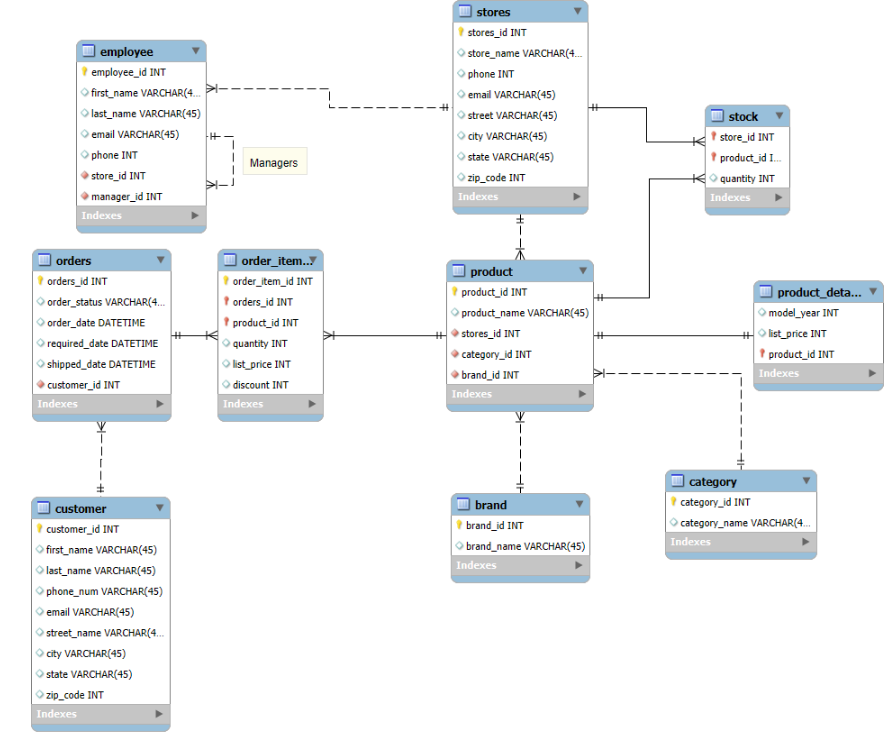 stores
stores_id INT
store_name VARCHAR(4...
phone INT
email VARCHAR(45)
street VARCHAR(45)
city VARCHAR(45)
state VARCHAR(45)
zip_code INT
Indexes
employee
employee_id INT
first_name VARCHAR(4...
last_name VARCHAR(45)
email VARCHAR(45)
phone INT
store_id INT
manager_id INT
Indexes
Managers
stock
store_id INT
product_id I...
quantity INT
Indexes
orders
orders_id INT
order_status VARCHAR(4...
order_date DATETIME
required_date DATETIME
shipped_date DATETIME
customer_id INT
Indexes
order_item...
order_item_id INT
orders_id INT
product_id INT
quantity INT
list_price INT
discount INT
Indexes
product
product_id INT
product_name VARCHAR(45)
stores_id INT
category_id INT
brand_id INT
Indexes
product_deta...
model_year INT
list_price INT
product_id INT
Indexes
customer
customer_id INT
first_name VARCHAR(45)
last_name VARCHAR(45)
phone_num VARCHAR(45)
email VARCHAR(45)
street_name VARCHAR(4...
city VARCHAR(45)
state VARCHAR(45)
zip_code INT
Indexes
brand
brand_id INT
brand_name VARCHAR(45)
Indexes
category
category_id INT
category_name VARCHAR(4...
Indexes